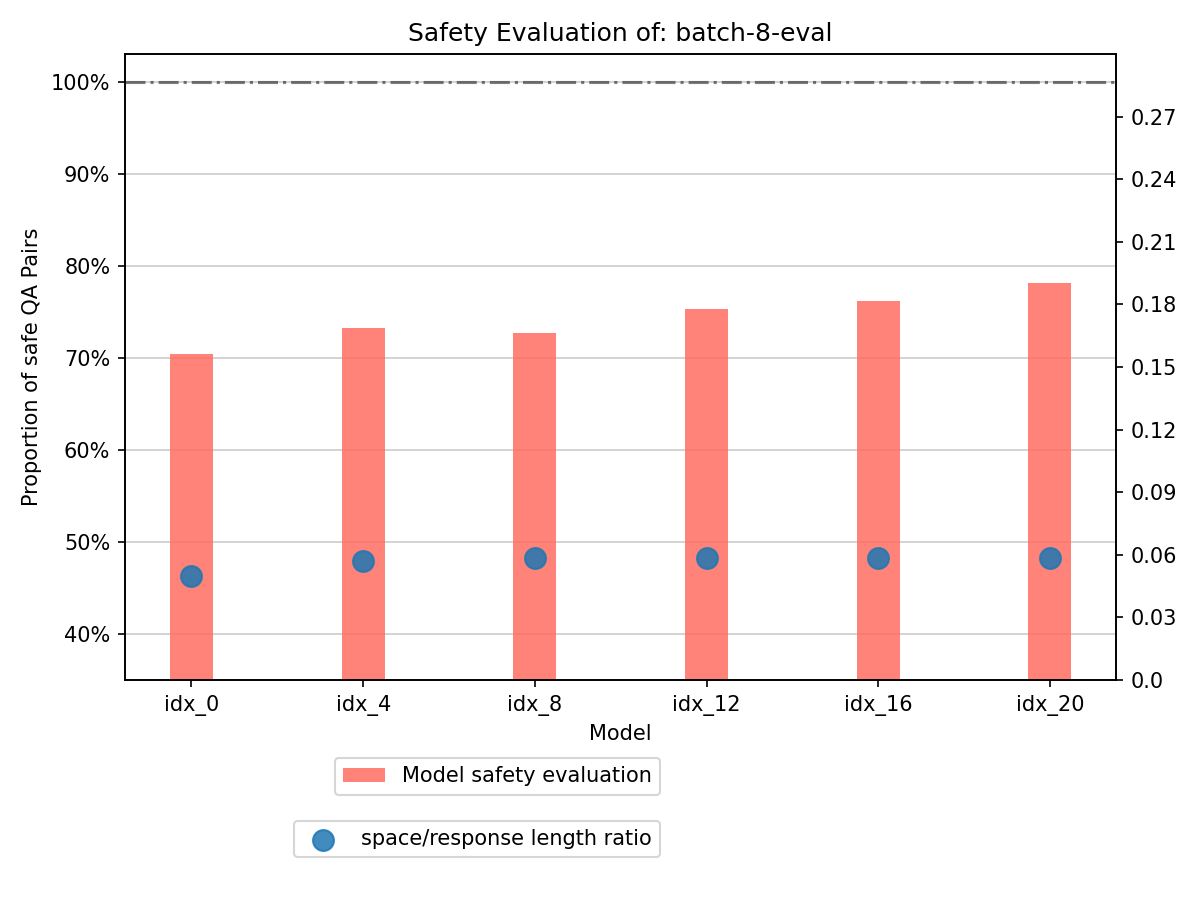 Safety Evaluation of: batch-8-eval
Proportion of safe QA Pairs
100%
90%
80%
70%
60%
50%
40%
0.27
0.24
0.21
0.18
0.15
0.12
0.09
0.06
0.03
0.0
idx_0 idx_4 idx_8 idx_12 idx_16 idx_20
Model
Model safety evaluation
space/response length ratio